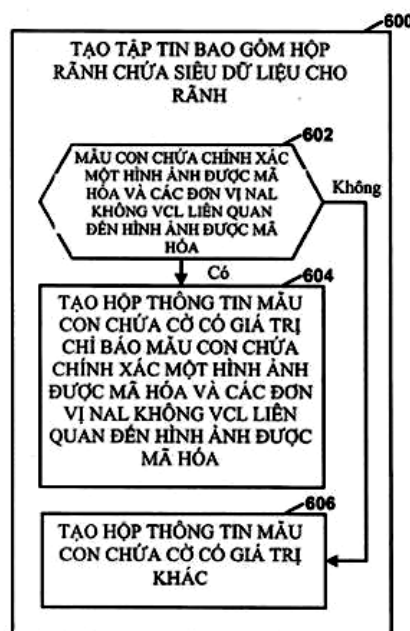 600
TẠO TẬP TIN BAO GỒM HỘP
RÃNH CHỨA SIÊU DỮ LIỆU CHO
RÃNH
602
MẪU CON CHỨA CHÍNH XÁC
MỘT HÌNH ẢNH ĐƯỢC MÃ
HÓA VÀ CÁC ĐƠN VỊ NAL
KHÔNG VCL LIÊN QUAN
ĐẾN HÌNH ẢNH ĐƯỢC MÃ
HÓA
Không
Có
604
TẠO HỘP THÔNG TIN MẪU
CON CHỨA CỜ CÓ GIÁ TRỊ
CHỈ BÁO MẪU CON CHỨA
CHÍNH XÁC MỘT HÌNH ẢNH
ĐƯỢC MÃ HÓA VÀ CÁC ĐƠN
VỊ NAL KHÔNG VCL LIÊN
QUAN ĐẾN HÌNH ẢNH ĐƯỢC
MÃ HÓA
606
TẠO HỘP THÔNG TIN MẪU
CON CHỨA CỜ CÓ GIÁ TRỊ
KHÁC